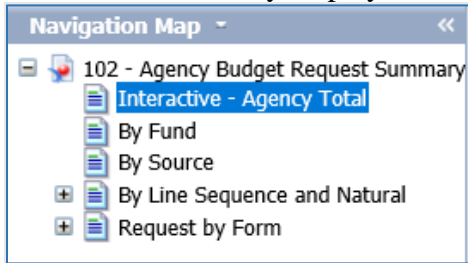 Navigation Map
102 - Agency Budget Request Summary
Interactive - Agency Total
By Fund
By Source
By Line Sequence and Natural
Request by Form